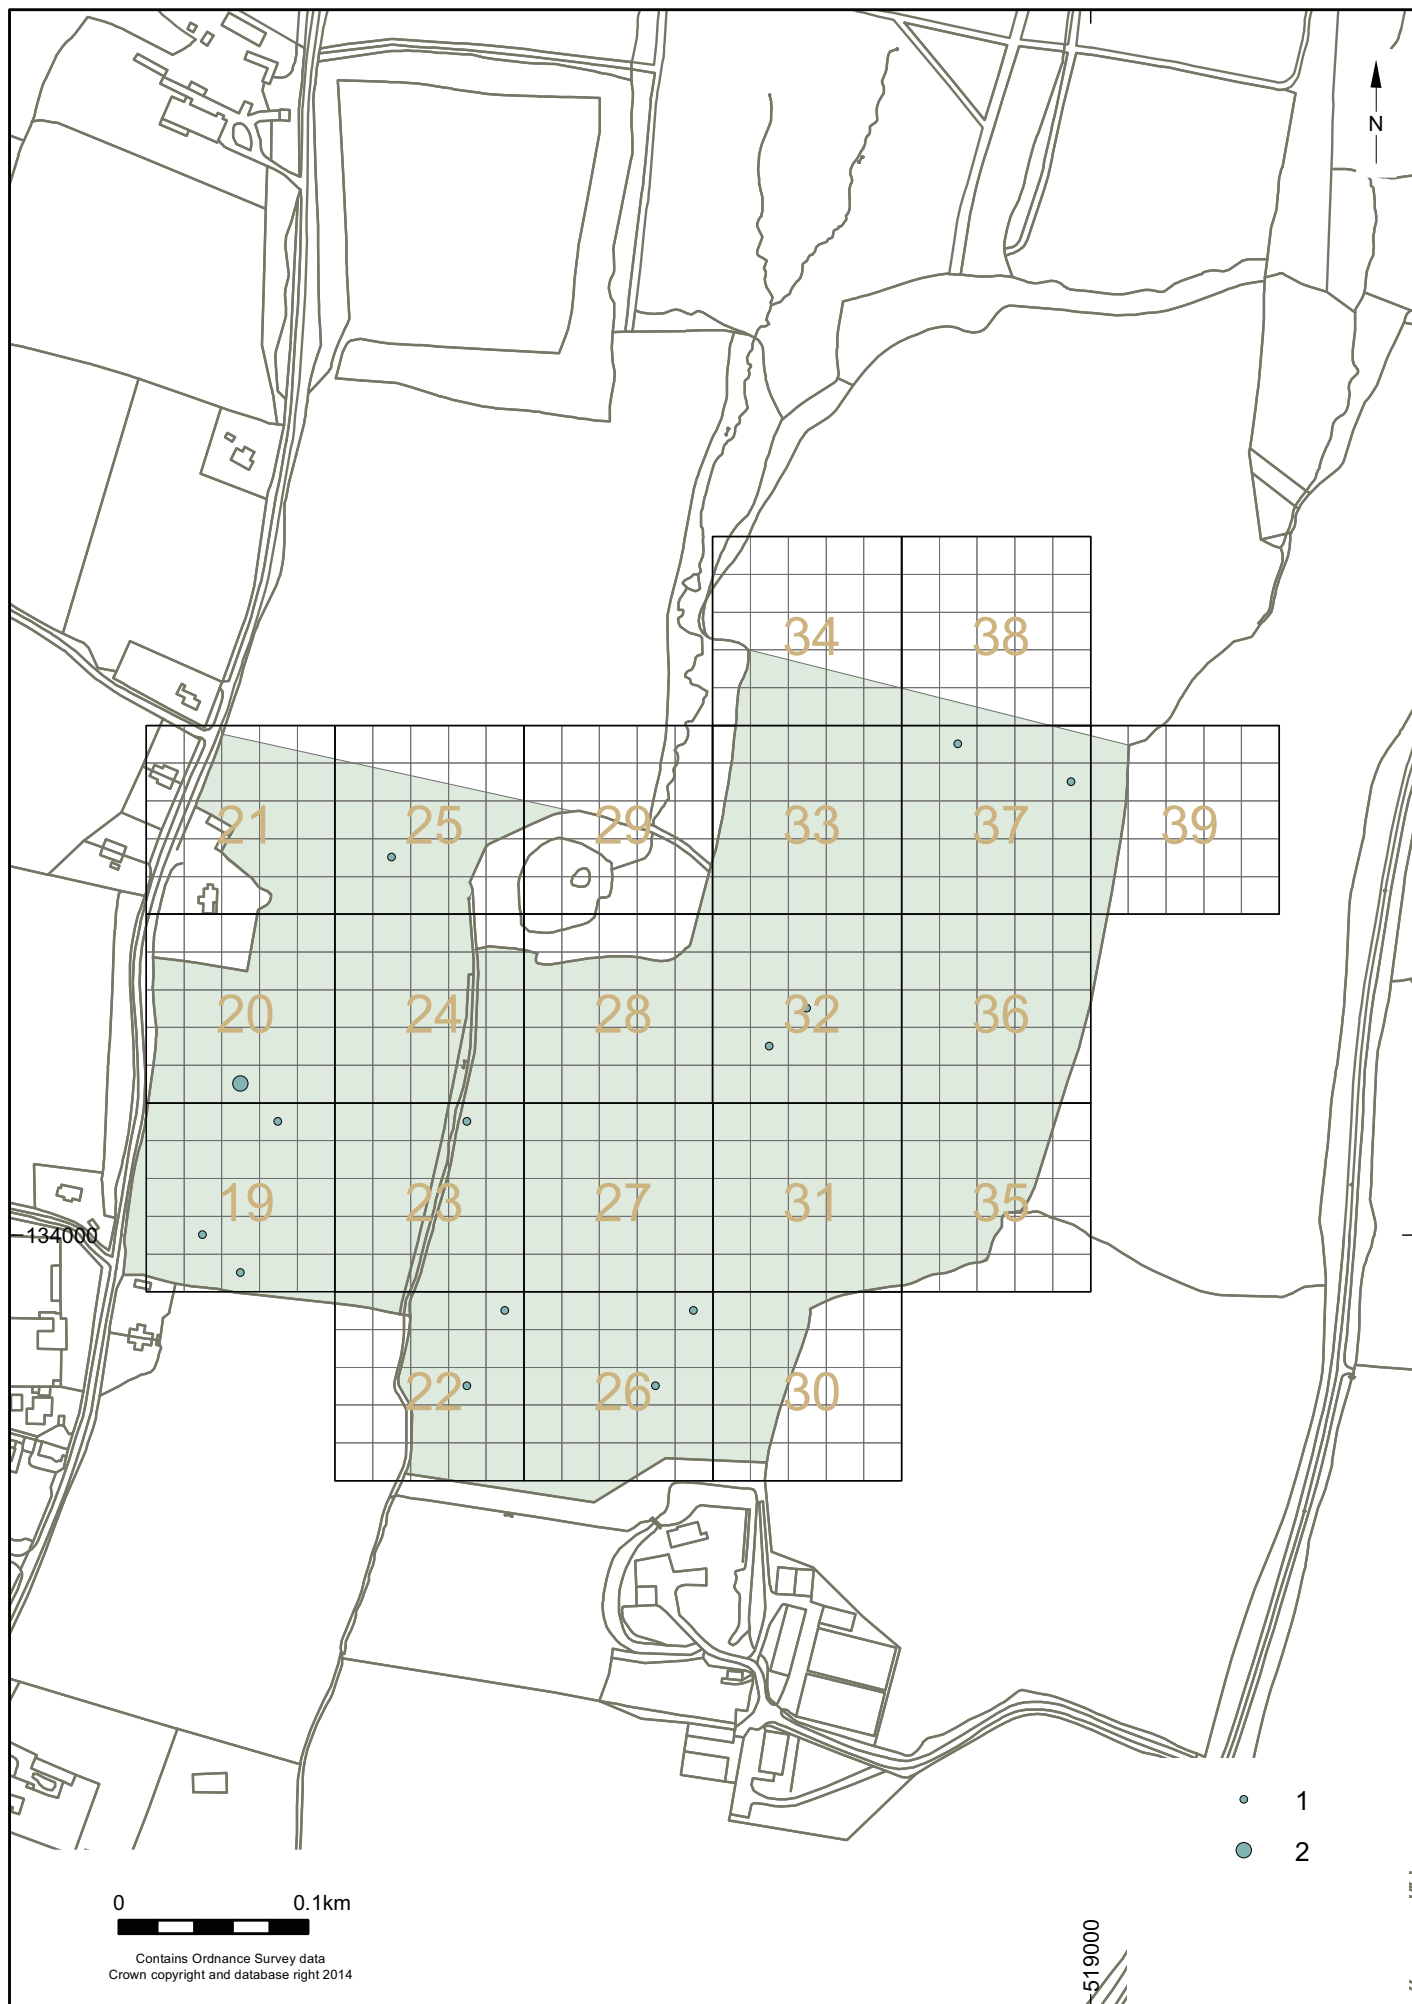 N
34 38
21 25 29 33 37 39
20 24 28 32 36
19 23 27 31 35
134000
22 26 30
1
2
0 0.1km
Contains Ordnance Survey data
Crown copyright and database right 2014
519000